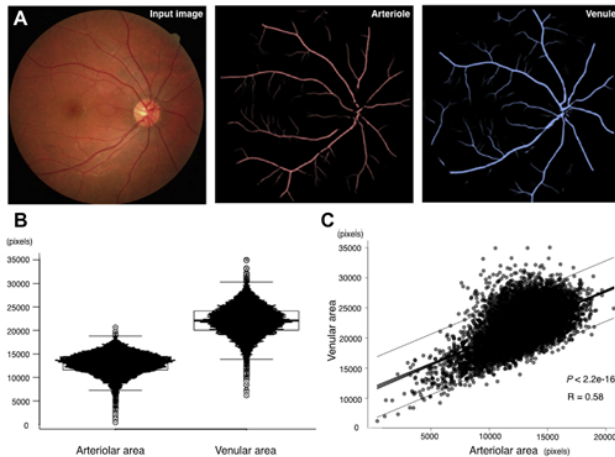 A
Input image
Arteriole
Venule
B
(pixels)
35000
30000
25000
20000
15000
10000
5000
0
Arteriolar area
Venular area
C
(pixels)
35000
30000
25000
20000
15000
10000
0
Venular area
5000
10000
15000
20000
Arteriolar area (pixels)
P < 2.2e-16
R = 0.58